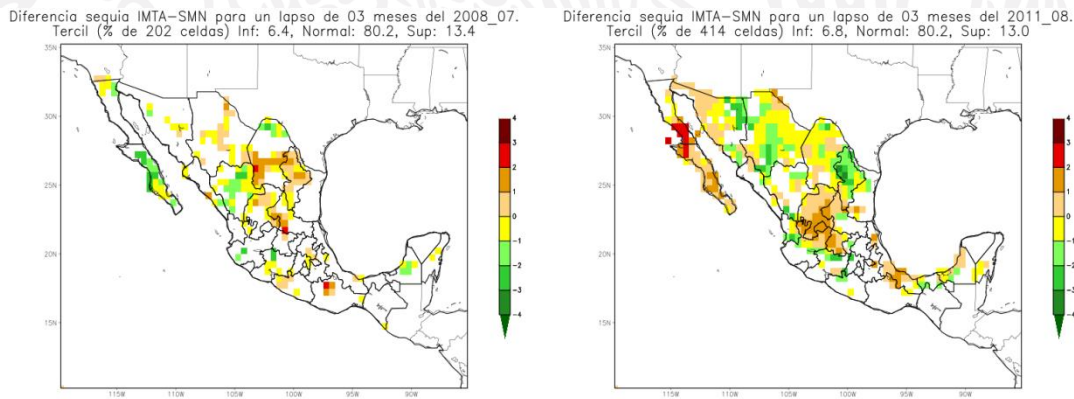 Diferencia sequia IMTA-SMN para un lapso de 03 meses del 2008_07.
Tercil (% de 202 celdas) Inf: 6.4, Normal: 80.2, Sup: 13.4
35N
30N
25N
20N
15N
115W 110W 105W 100W 95W 90W
4
3
2
1
0
-1
-2
-3
-4
Diferencia sequia IMTA-SMN para un lapso de 03 meses del 2011_08.
Tercil (% de 414 celdas) Inf: 6.8, Normal: 80.2, Sup: 13.0
35N
30N
25N
20N
15N
115W 110W 105W 100W 95W 90W
4
3
2
1
0
-1
-2
-3
-4